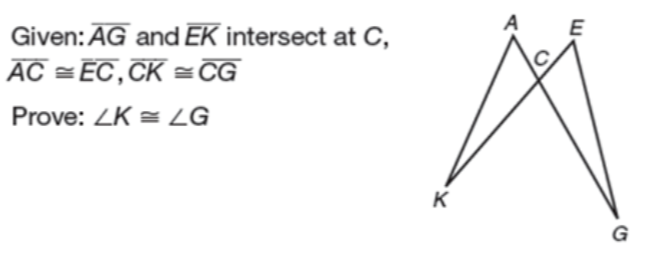 Given: AG and EK intersect at C,
AC ≅ EC, CK ≅ CG
Prove: ∠K ≅ ∠G
A
E
C
K
G